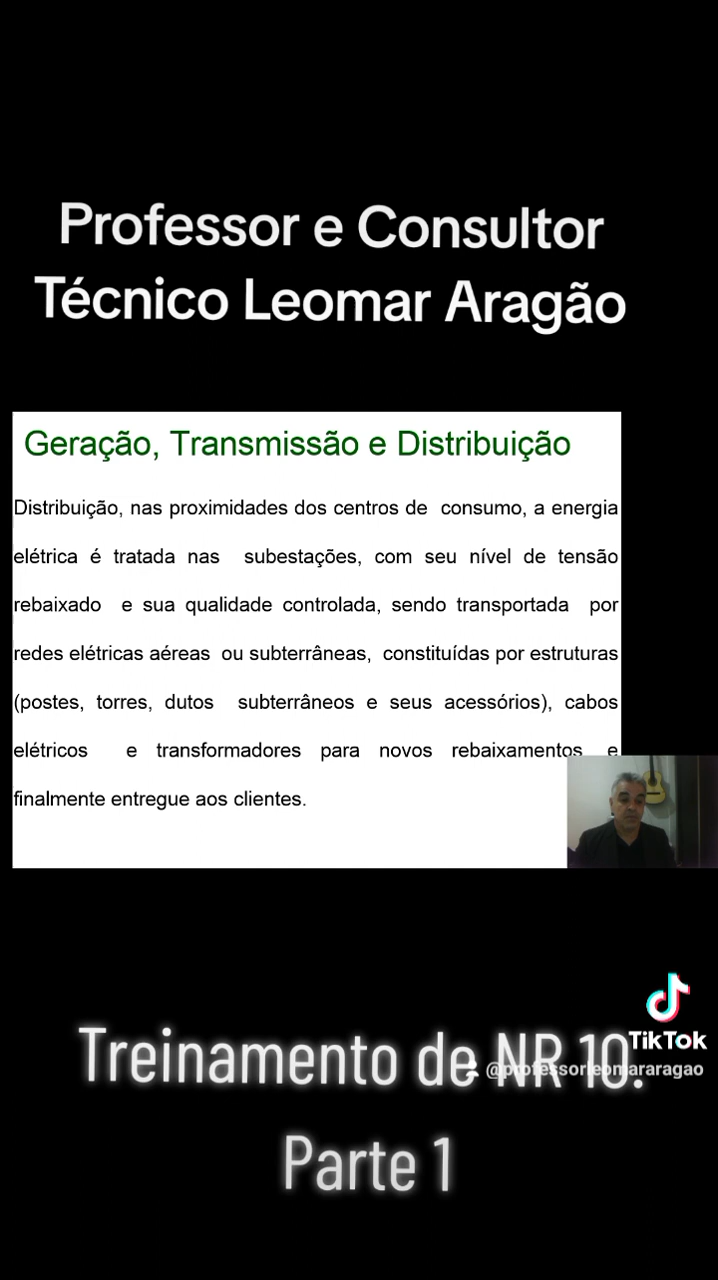 Professor e Consultor
Técnico Leomar Aragão
Geração, Transmissão e Distribuição
Distribuição, nas proximidades dos centros de consumo, a energia
elétrica é tratada nas subestações, com seu nível de tensão
rebaixado e sua qualidade controlada, sendo transportada por
redes elétricas aéreas ou subterrâneas, constituídas por estruturas
(postes, torres, dutos subterrâneos e seus acessórios), cabos
elétricos e transformadores para novos rebaixamentos e
finalmente entregue aos clientes.
TikTok
@professorleomararagao
Treinamento de NR 10.
Parte 1